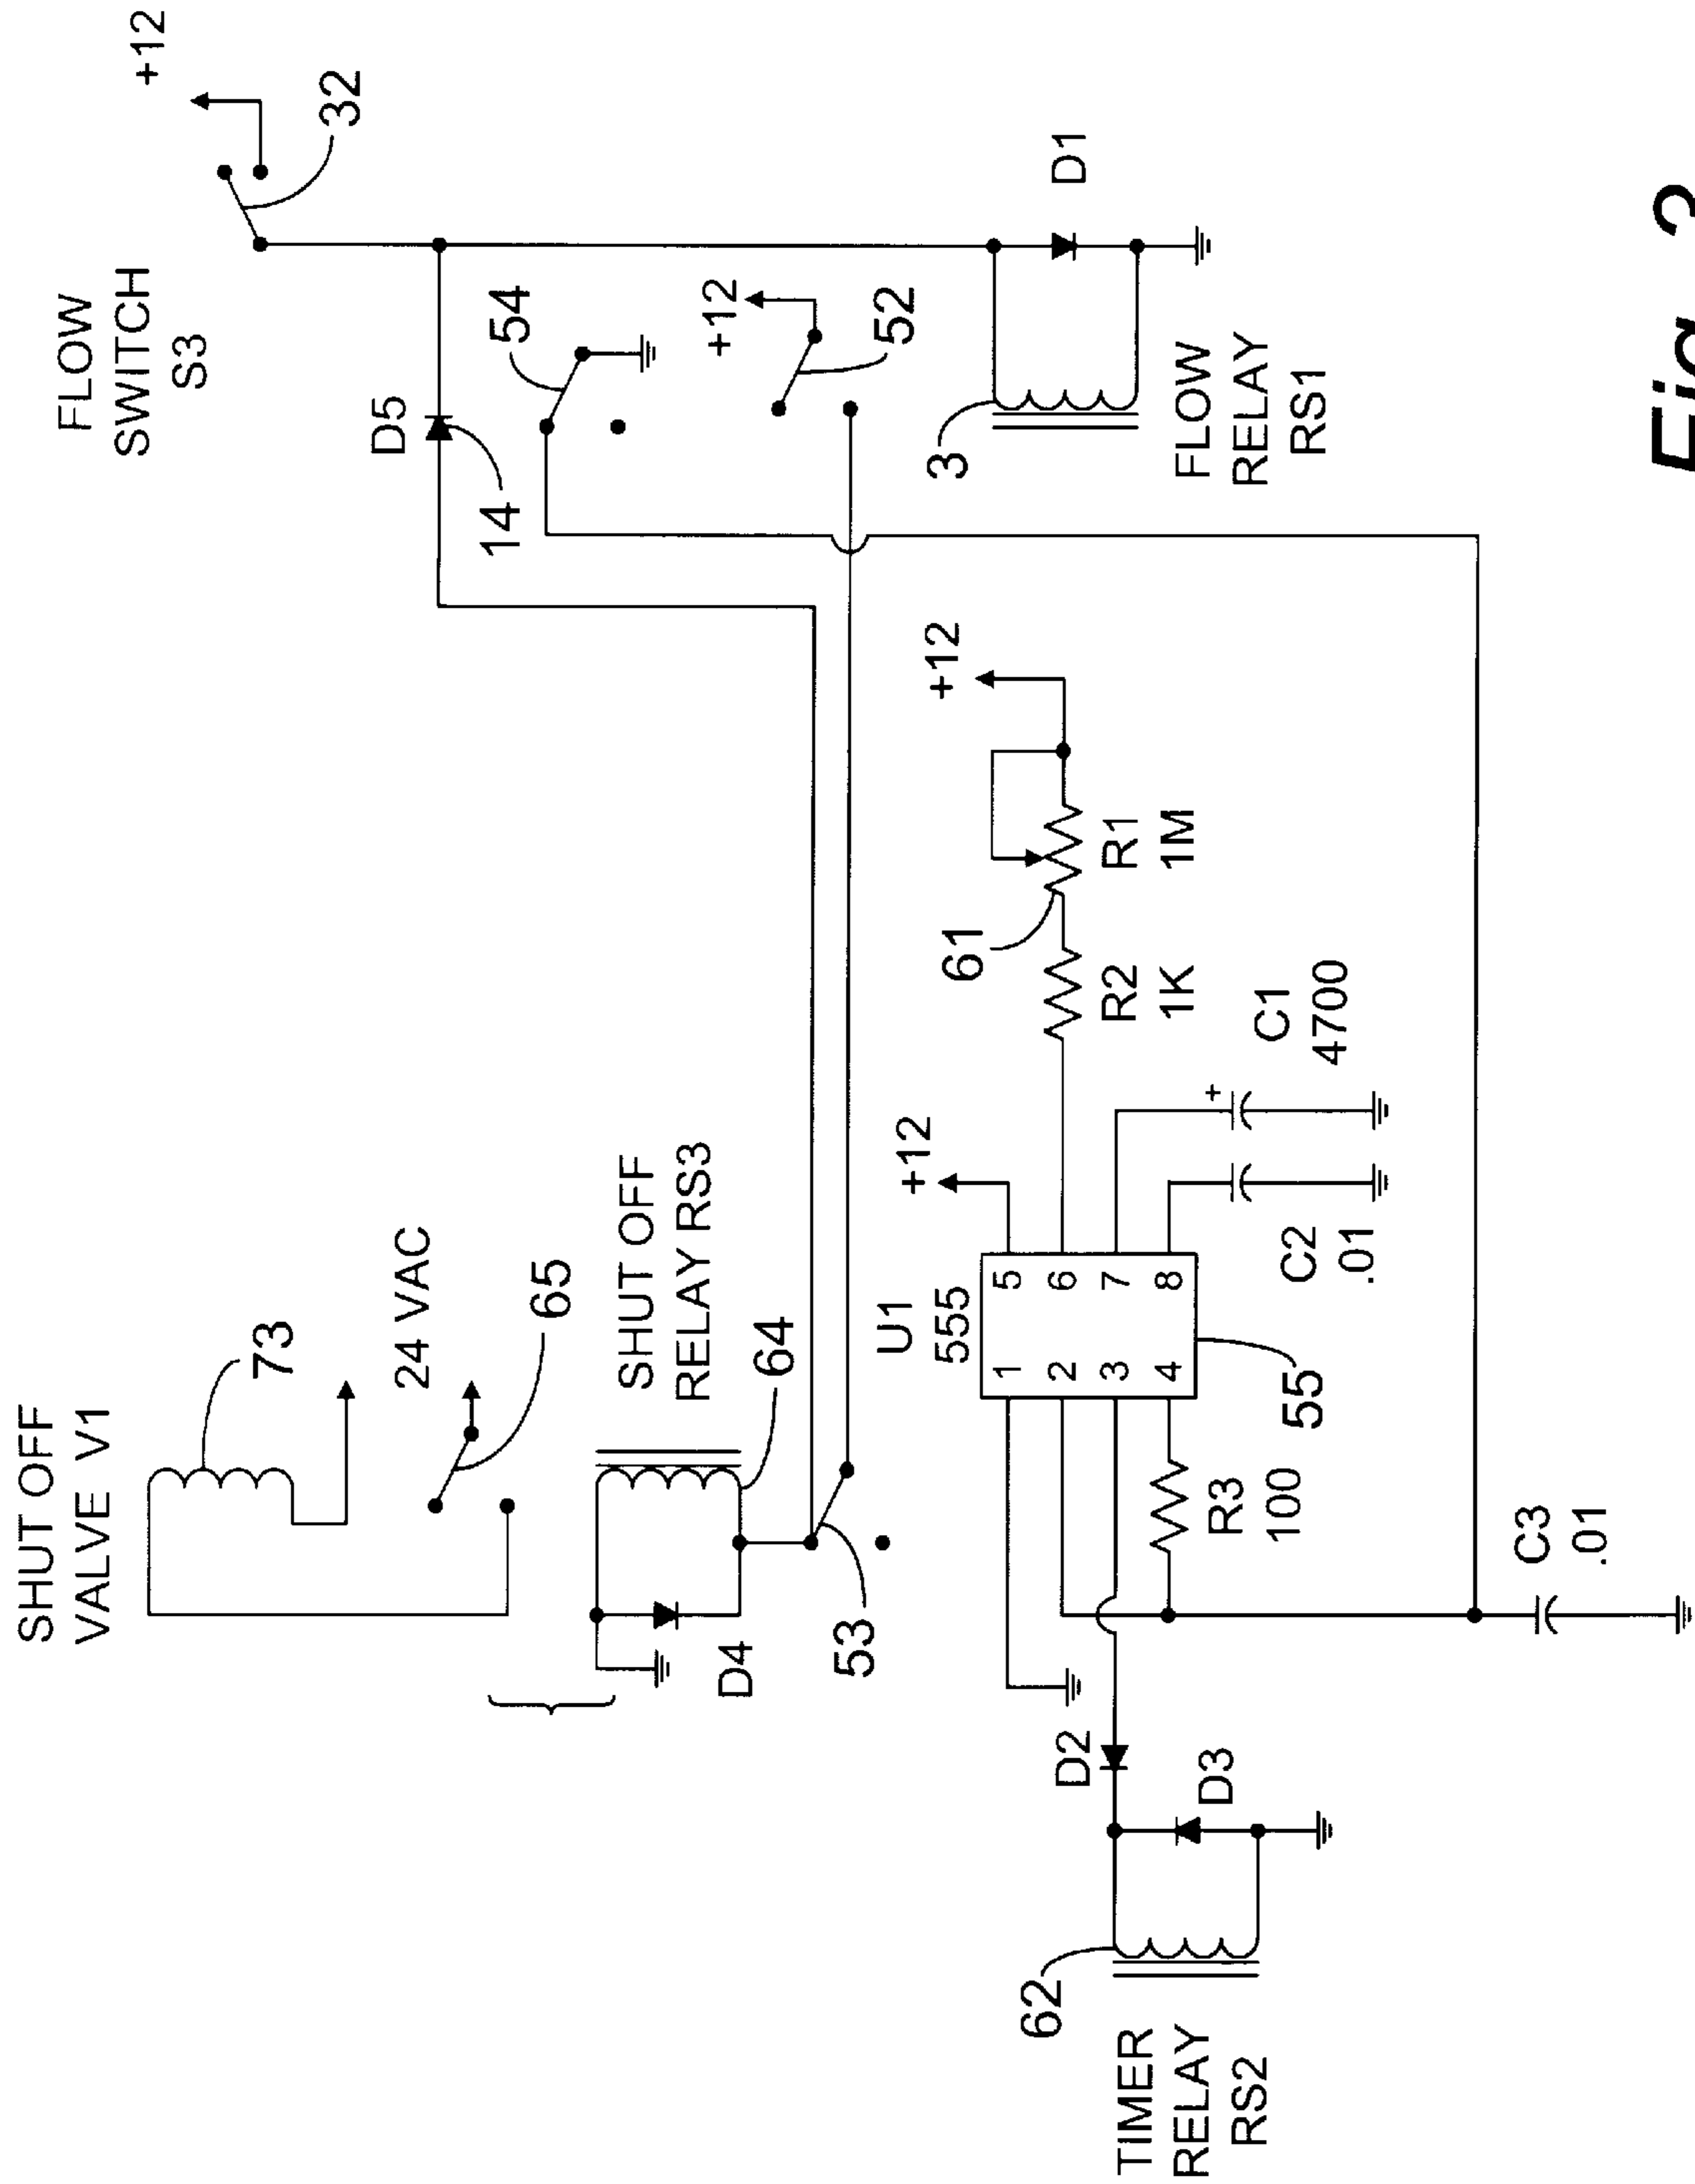 SHUT OFF
VALVE V1
73
24 VAC
65
SHUT OFF
RELAY RS3
64
D4
53
FLOW
SWITCH
S3
+12
32
D5
14
54
+12
52
3
D1
FLOW
RELAY
RS1
TIMER
RELAY
RS2
62
D2
D3
U1
555
1
2
3
4
5
6
7
8
55
+12
R3
100
C3
.01
C2
.01
C1
4700
R2
1K
61
R1
1M
+12
Fig. 2